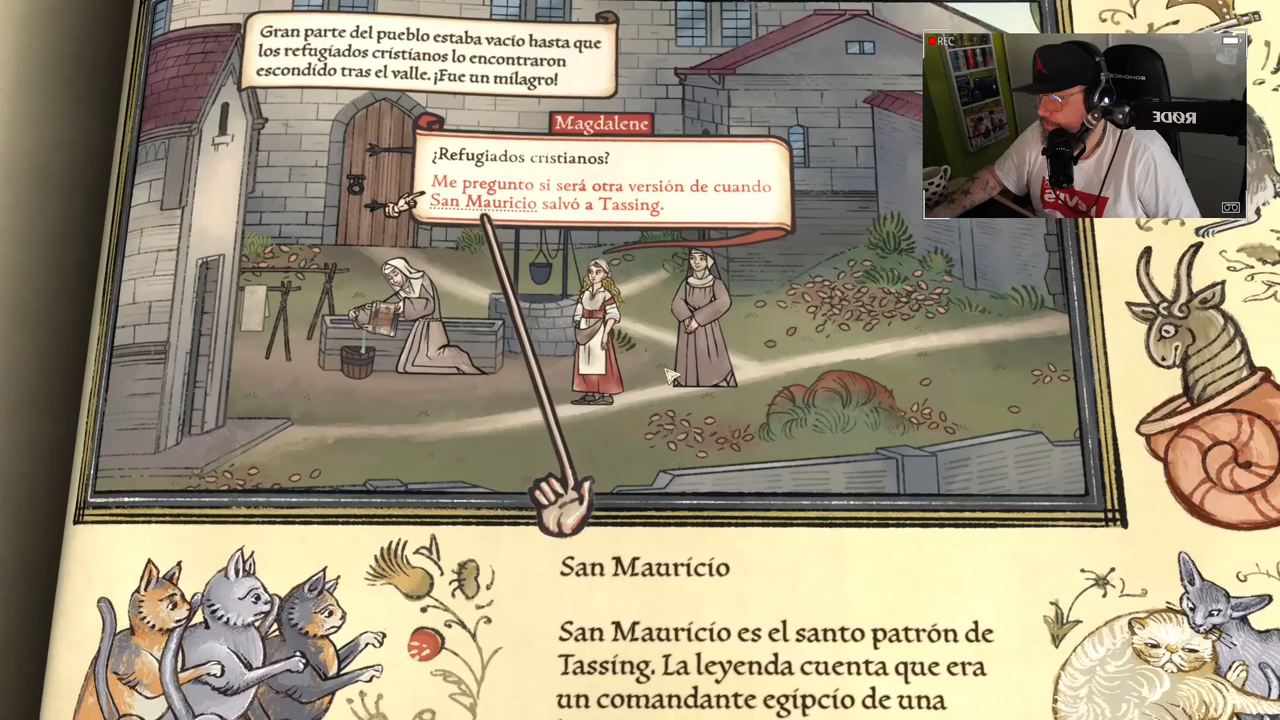 Gran parte del pueblo estaba vacío hasta que
los refugiados cristianos lo encontraron
escondido tras el valle. ¡Fue un milagro!
REC
Magdalene
¿Refugiados cristianos?
Me pregunto si será otra versión de cuando
San Mauricio salvó a Tassing.
RØDE
San Mauricio
San Mauricio es el santo patrón de
Tassing. La leyenda cuenta que era
un comandante egipcio de una